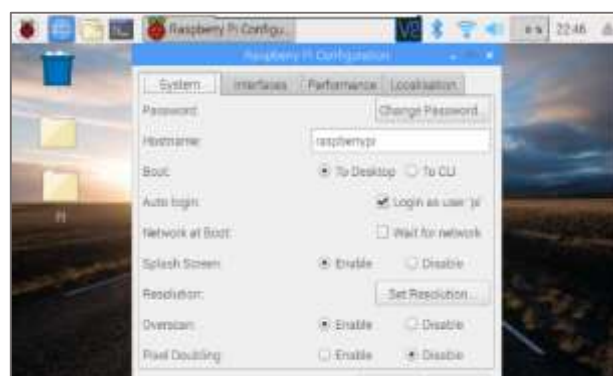 Raspberry Pi Configu...
V2
0 %
22:46
Raspberry Pi Configuration
System
Interfaces
Performance
Localisation
Password:
Change Password...
Hostname:
raspberrypi
Boot:
To Desktop
To CLI
Auto login:
Login as user 'pi'
Network at Boot:
Wait for network
Splash Screen:
Enable
Disable
Resolution:
Set Resolution...
Overscan:
Enable
Disable
Pixel Doubling:
Enable
Disable